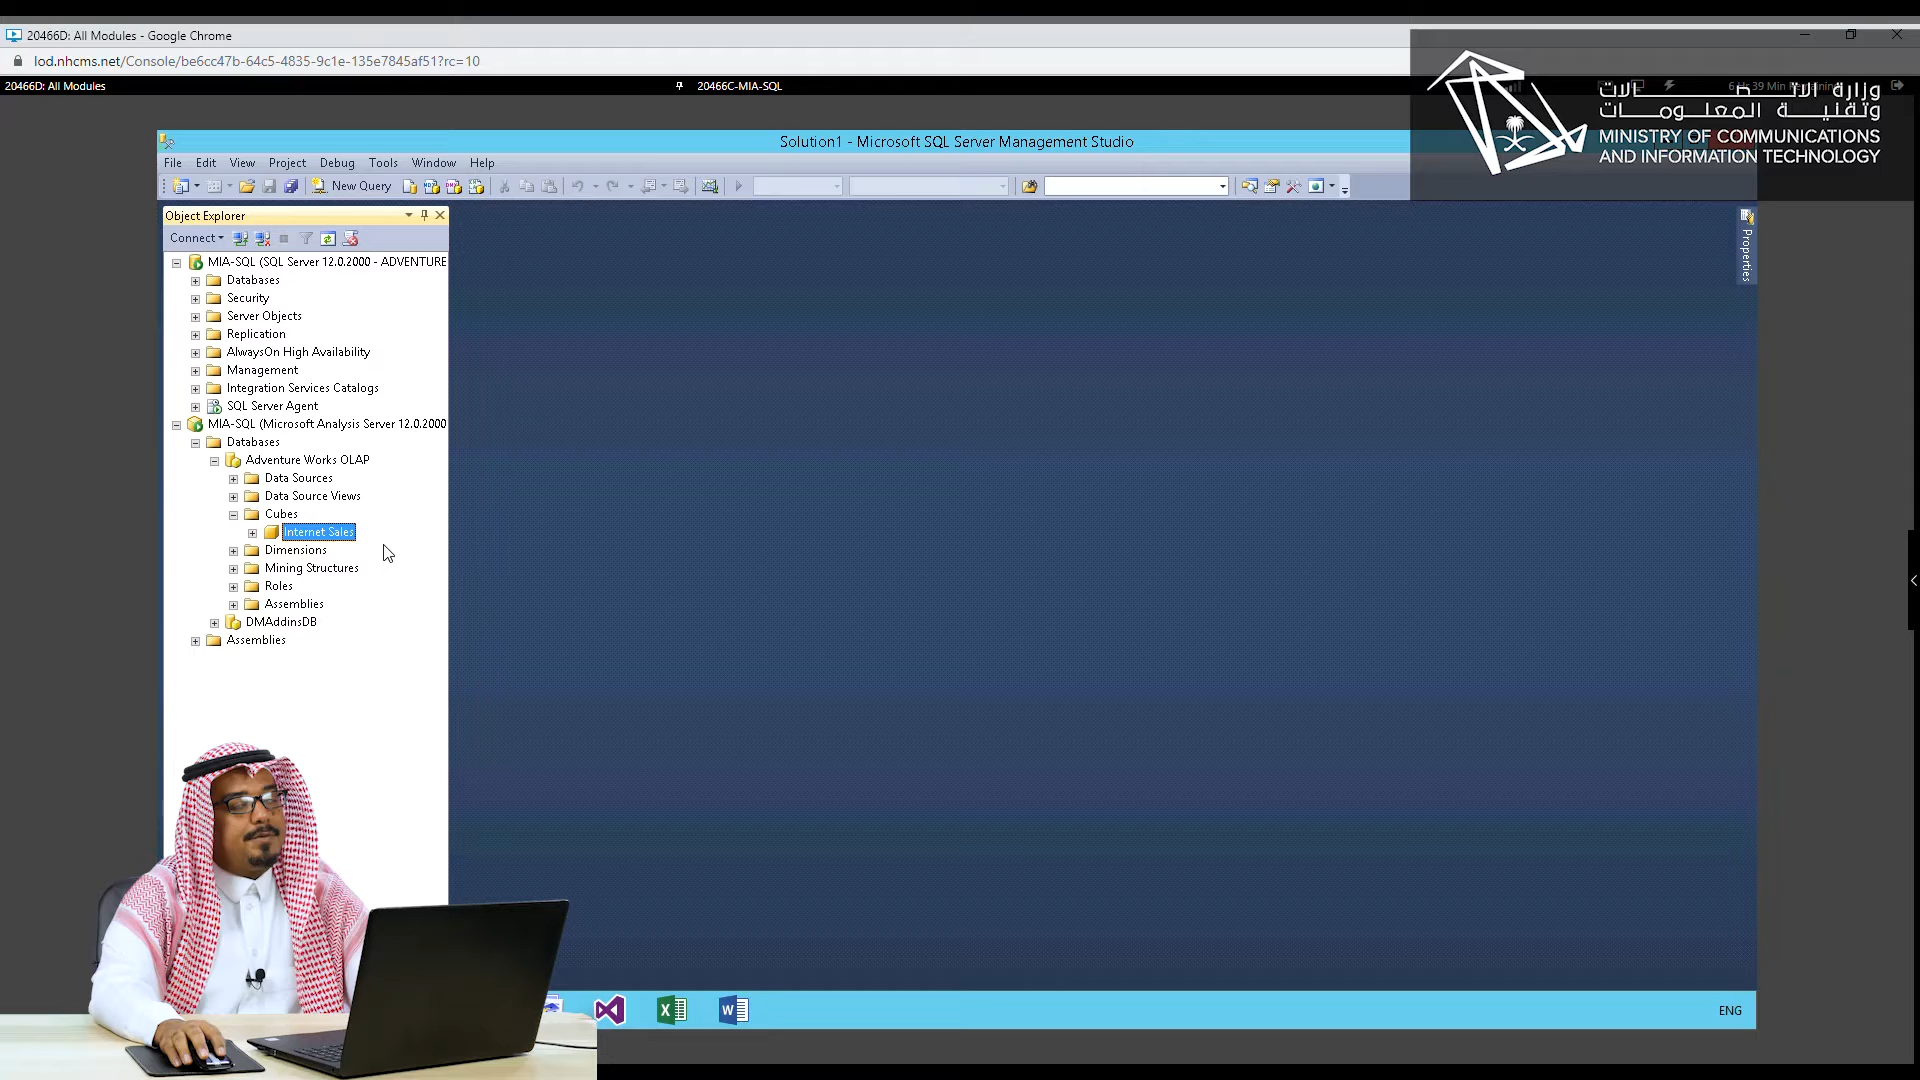 20466D: All Modules - Google Chrome
lod.nhcms.net/Console/be6cc47b-64c5-4835-9c1e-135e7845af51?rc=10
20466D: All Modules
20466C-MIA-SQL
39 Min
وزارة الاتصالات
وتقنية المعلومات
MINISTRY OF COMMUNICATIONS
AND INFORMATION TECHNOLOGY
Solution1 - Microsoft SQL Server Management Studio
File Edit View Project Debug Tools Window Help
New Query
Object Explorer
Connect
MIA-SQL (SQL Server 12.0.2000 - ADVENTURE
Databases
Security
Server Objects
Replication
AlwaysOn High Availability
Management
Integration Services Catalogs
SQL Server Agent
MIA-SQL (Microsoft Analysis Server 12.0.2000
Databases
Adventure Works OLAP
Data Sources
Data Source Views
Cubes
Internet Sales
Dimensions
Mining Structures
Roles
Assemblies
DMAddinsDB
Assemblies
Properties
ENG